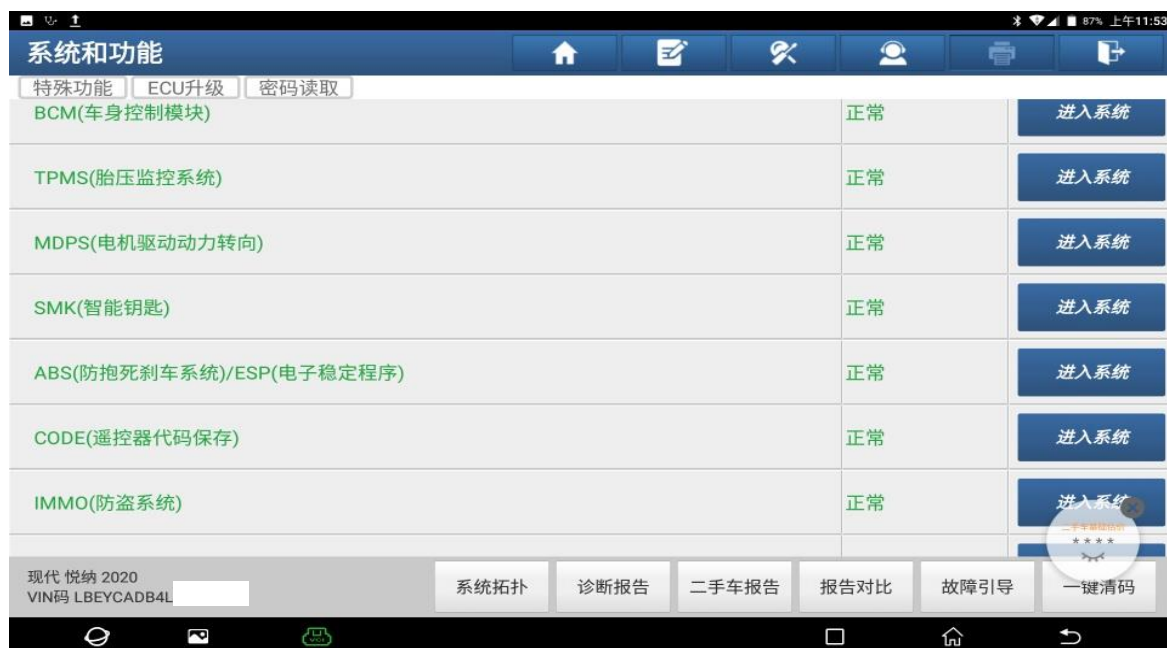 87% 上午11:53
系统和功能
特殊功能 ECU升级 密码读取
BCM(车身控制模块) 正常 进入系统
TPMS(胎压监控系统) 正常 进入系统
MDPS(电机驱动动力转向) 正常 进入系统
SMK(智能钥匙) 正常 进入系统
ABS(防抱死刹车系统)/ESP(电子稳定程序) 正常 进入系统
CODE(遥控器代码保存) 正常 进入系统
IMMO(防盗系统) 正常 进入系统
二手车基础估价
****
现代 悦纳 2020
VIN码 LBEYCADB4L
系统拓扑 诊断报告 二手车报告 报告对比 故障引导 一键清码
VCI